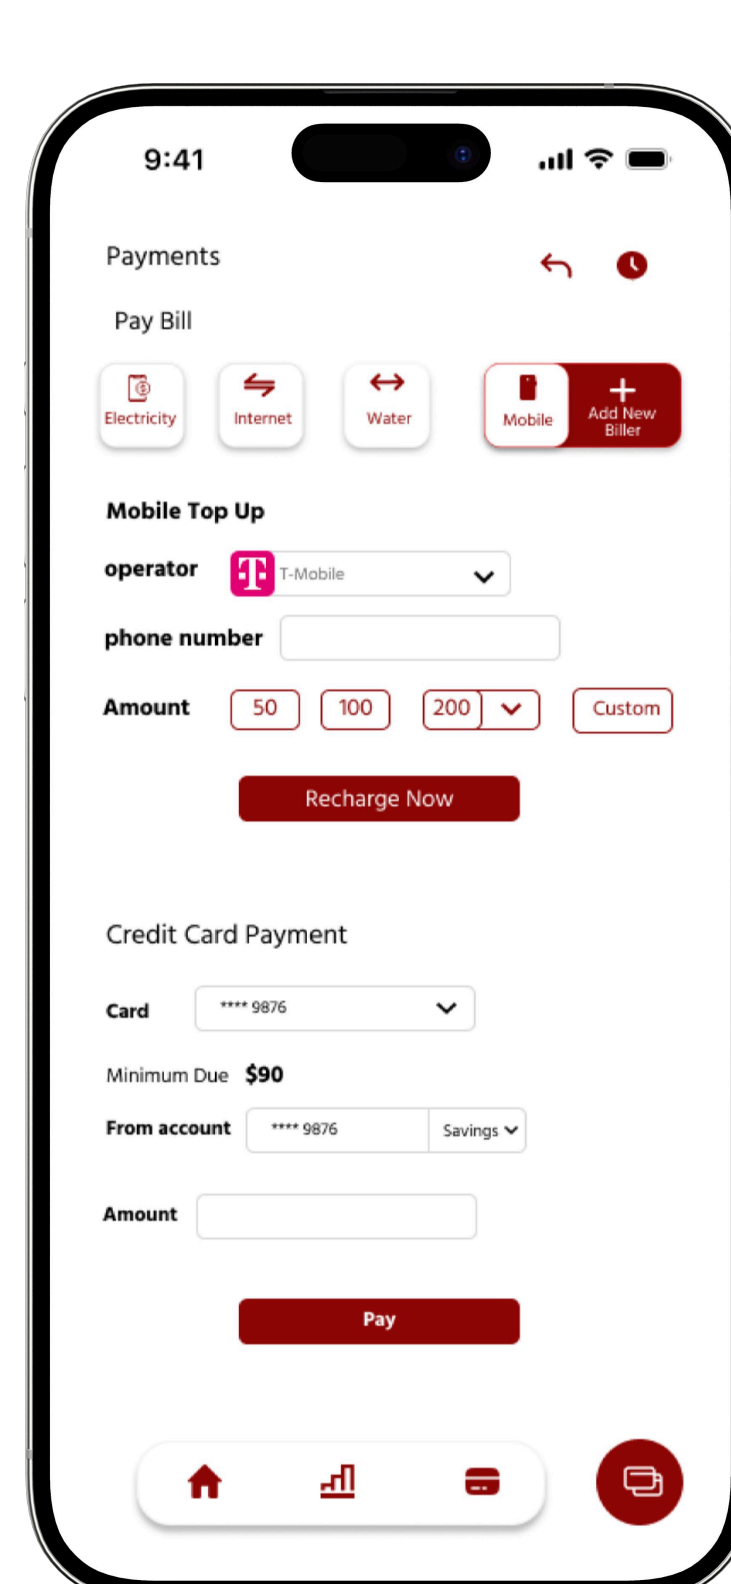 9:41
Payments
Pay Bill
Electricity
Internet
Water
Mobile
Add New
Biller
Mobile Top Up
operator T T-Mobile
phone number
Amount 50 100 200 Custom
Recharge Now
Credit Card Payment
Card **** 9876
Minimum Due $90
From account **** 9876 Savings
Amount
Pay